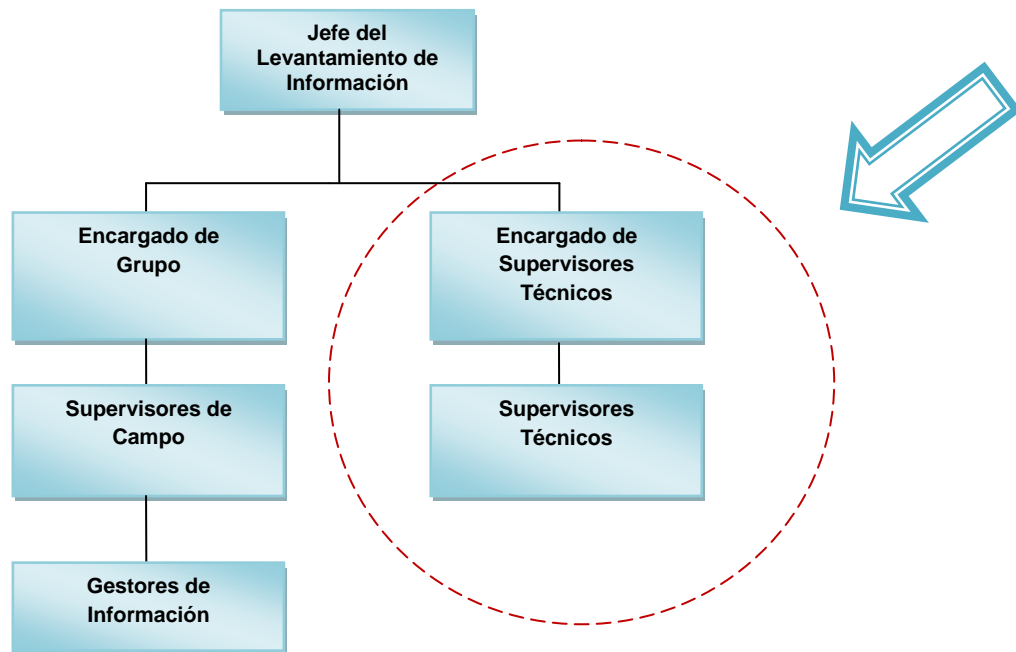 Jefe del
Levantamiento de
Información
Encargado de
Grupo
Encargado de
Supervisores
Técnicos
Supervisores de
Campo
Supervisores
Técnicos
Gestores de
Información